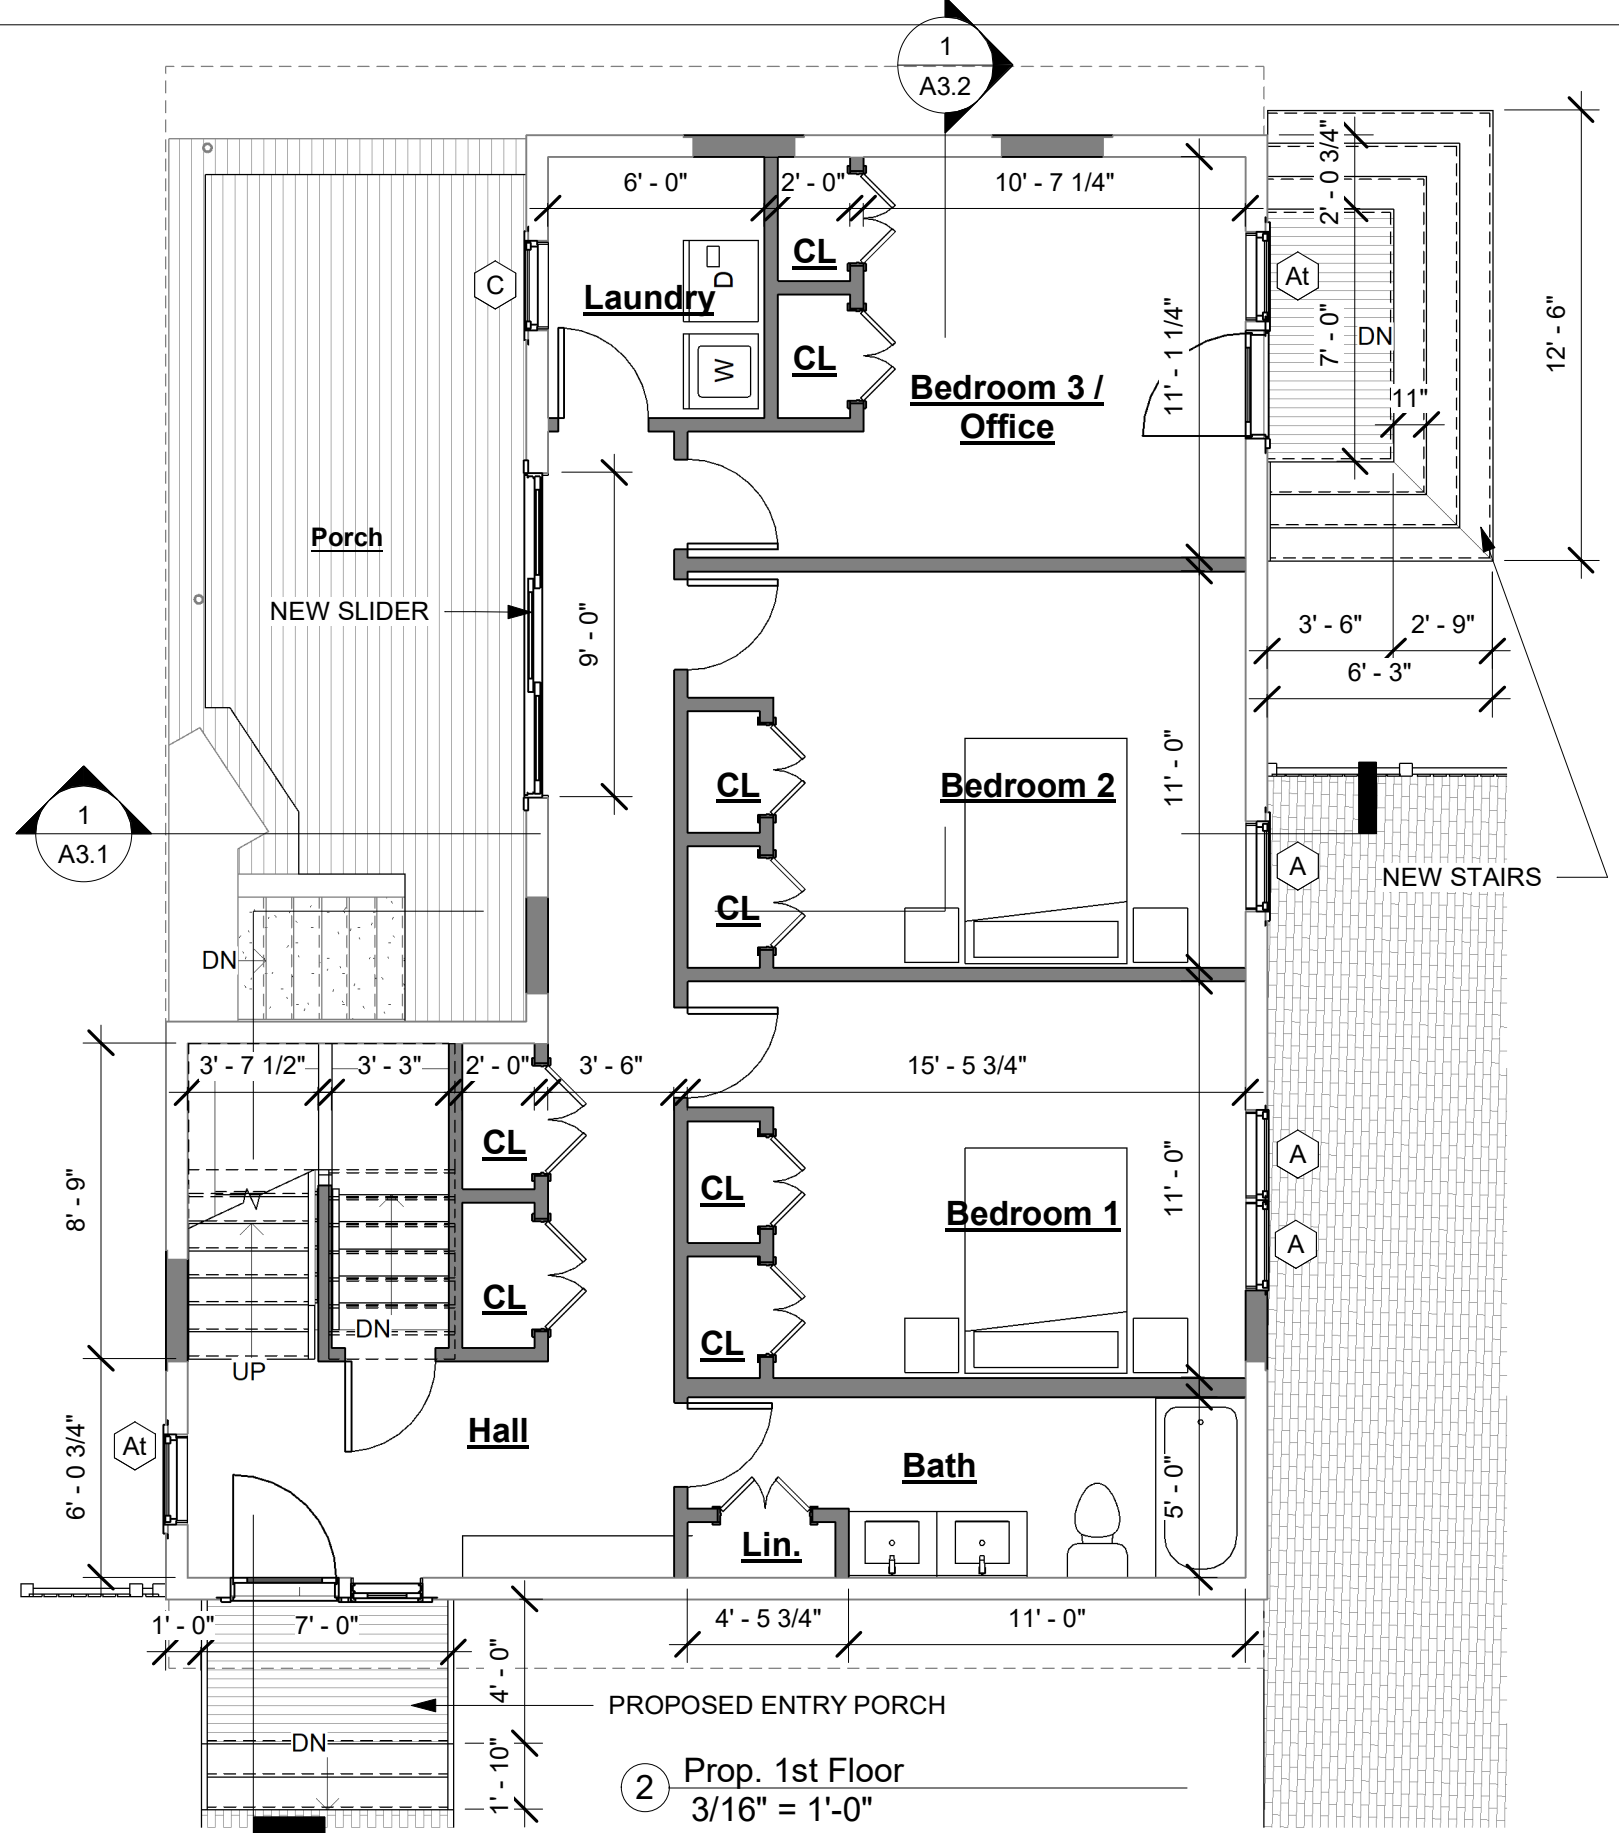 1
A3.2
6' - 0"
2' - 0"
10' - 7 1/4"
2' - 0 3/4"
CL
C
D
Laundry
At
11' - 1 1/4"
7' - 0"
DN
12' - 6"
CL
W
Bedroom 3 /
Office
11"
Porch
NEW SLIDER
9' - 0"
3' - 6"
2' - 9"
6' - 3"
CL
Bedroom 2
11' - 0"
1
A3.1
A
NEW STAIRS
CL
DN
3' - 7 1/2"
3' - 3"
2' - 0"
3' - 6"
15' - 5 3/4"
CL
A
8' - 9"
CL
11' - 0"
Bedroom 1
A
CL
DN
CL
UP
Hall
At
6' - 0 3/4"
Bath
5' - 0"
Lin.
1' - 0"
7' - 0"
4' - 5 3/4"
11' - 0"
4' - 0"
PROPOSED ENTRY PORCH
DN
1' - 10"
2
Prop. 1st Floor
3/16" = 1'-0"